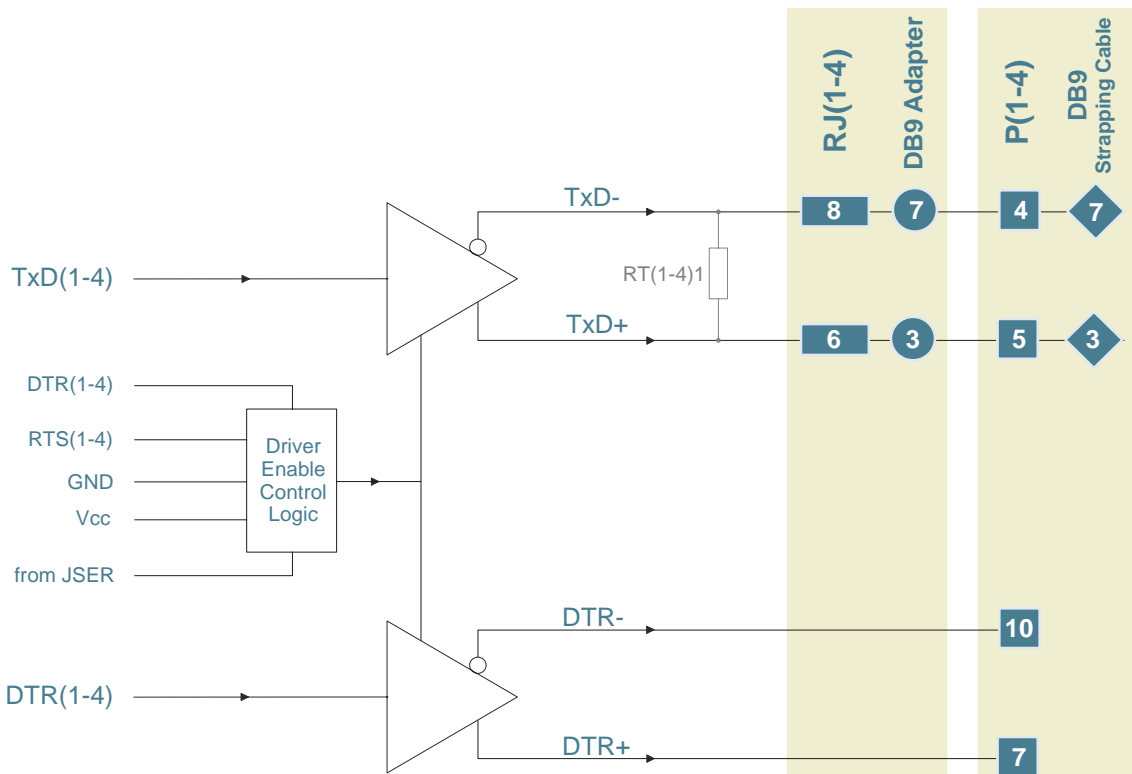 RJ(1-4)
DB9 Adapter
P(1-4)
DB9
Strapping Cable
TxD-
8
7
4
7
TxD(1-4)
RT(1-4)1
TxD+
6
3
5
3
DTR(1-4)
RTS(1-4)
GND
Vcc
from JSER
Driver
Enable
Control
Logic
DTR-
10
DTR(1-4)
DTR+
7